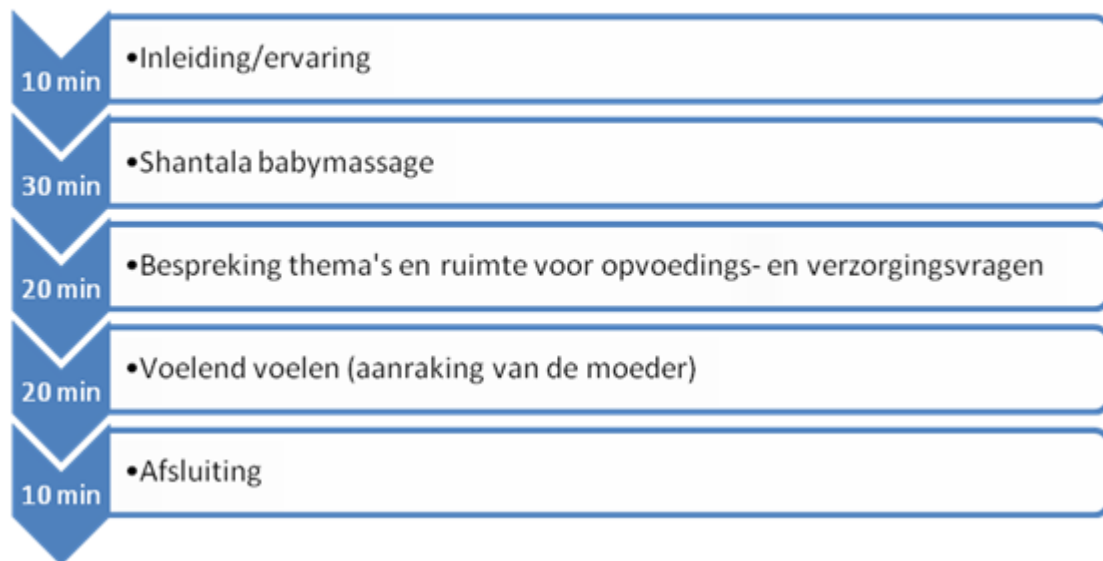 10 min
•Inleiding/ervaring
30 min
•Shantala babymassage
20 min
•Bespreking thema's en ruimte voor opvoedings- en verzorgingsvragen
20 min
•Voelend voelen (aanraking van de moeder)
10 min
•Afsluiting